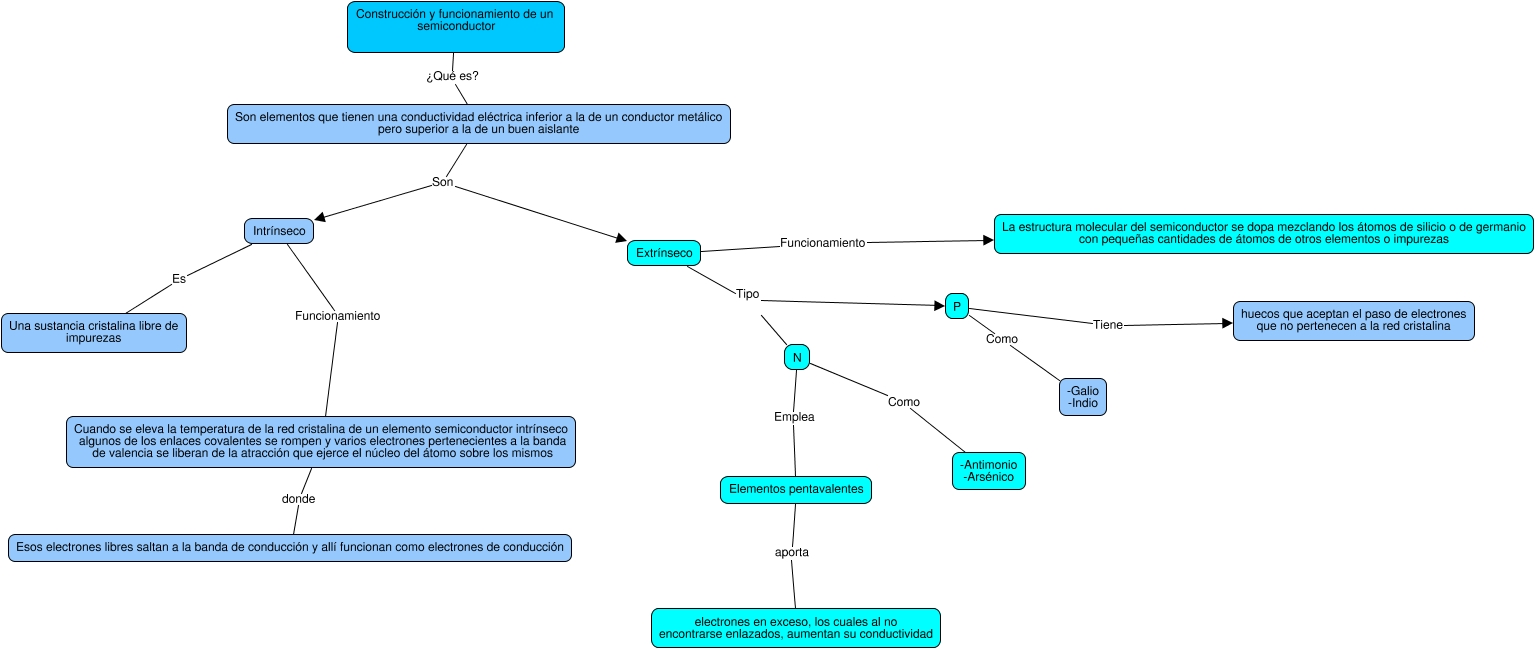 Construcción y funcionamiento de un
semiconductor
¿Qué es?
Son elementos que tienen una conductividad eléctrica inferior a la de un conductor metálico
pero superior a la de un buen aislante
Son
Intrínseco
Es
Una sustancia cristalina libre de
impurezas
Funcionamiento
Cuando se eleva la temperatura de la red cristalina de un elemento semiconductor intrínseco
algunos de los enlaces covalentes se rompen y varios electrones pertenecientes a la banda
de valencia se liberan de la atracción que ejerce el núcleo del átomo sobre los mismos
donde
Esos electrones libres saltan a la banda de conducción y allí funcionan como electrones de conducción
Extrínseco
Funcionamiento
La estructura molecular del semiconductor se dopa mezclando los átomos de silicio o de germanio
con pequeñas cantidades de átomos de otros elementos o impurezas
Tipo
P
Tiene
huecos que aceptan el paso de electrones
que no pertenecen a la red cristalina
Como
-Galio
-Indio
N
Emplea
Elementos pentavalentes
aporta
electrones en exceso, los cuales al no
encontrarse enlazados, aumentan su conductividad
Como
-Antimonio
-Arsénico